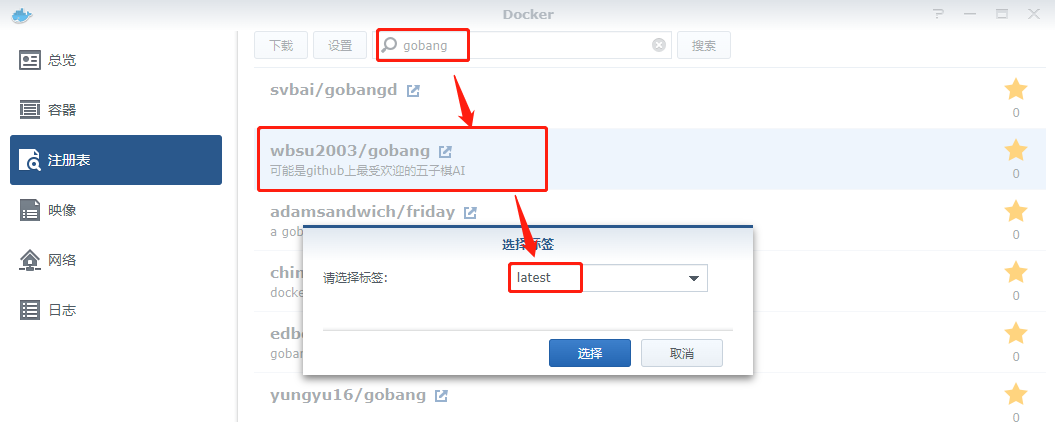 Docker
总览
容器
注册表
映像
网络
日志
下载
设置
gobang
搜索
svbai/gobangd
0
wbsu2003/gobang
可能是github上最受欢迎的五子棋AI
0
adamsandwich/friday
a gob
0
chin
docke
0
edb
gobar
0
yungyu16/gobang
0
选择标签
请选择标签:
latest
选择
取消